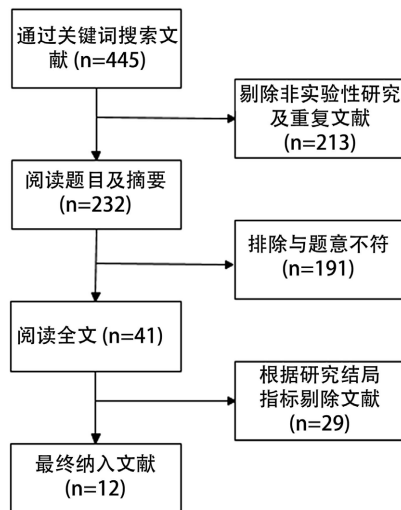 通过关键词搜索文
献 (n=445)
剔除非实验性研究
及重复文献
(n=213)
阅读题目及摘要
(n=232)
排除与题意不符
(n=191)
阅读全文 (n=41)
根据研究结局
指标剔除文献
(n=29)
最终纳入文献
(n=12)